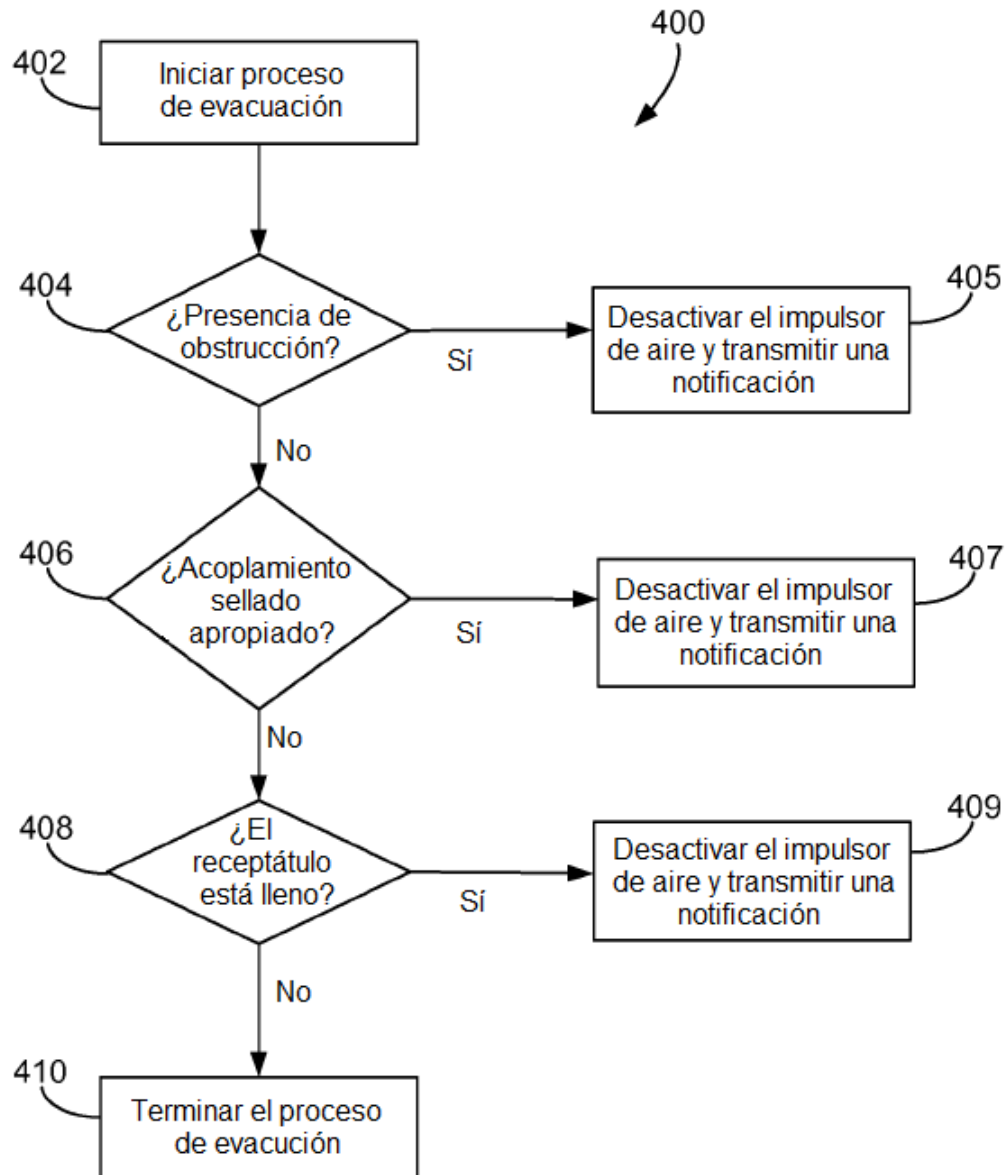 400
402
Iniciar proceso
de evacuación
404
¿Presencia de
obstrucción?
Sí
405
Desactivar el impulsor
de aire y transmitir una
notificación
No
406
¿Acoplamiento
sellado
apropiado?
Sí
407
Desactivar el impulsor
de aire y transmitir una
notificación
No
408
¿El
receptátulo
está lleno?
Sí
409
Desactivar el impulsor
de aire y transmitir una
notificación
No
410
Terminar el proceso
de evacución